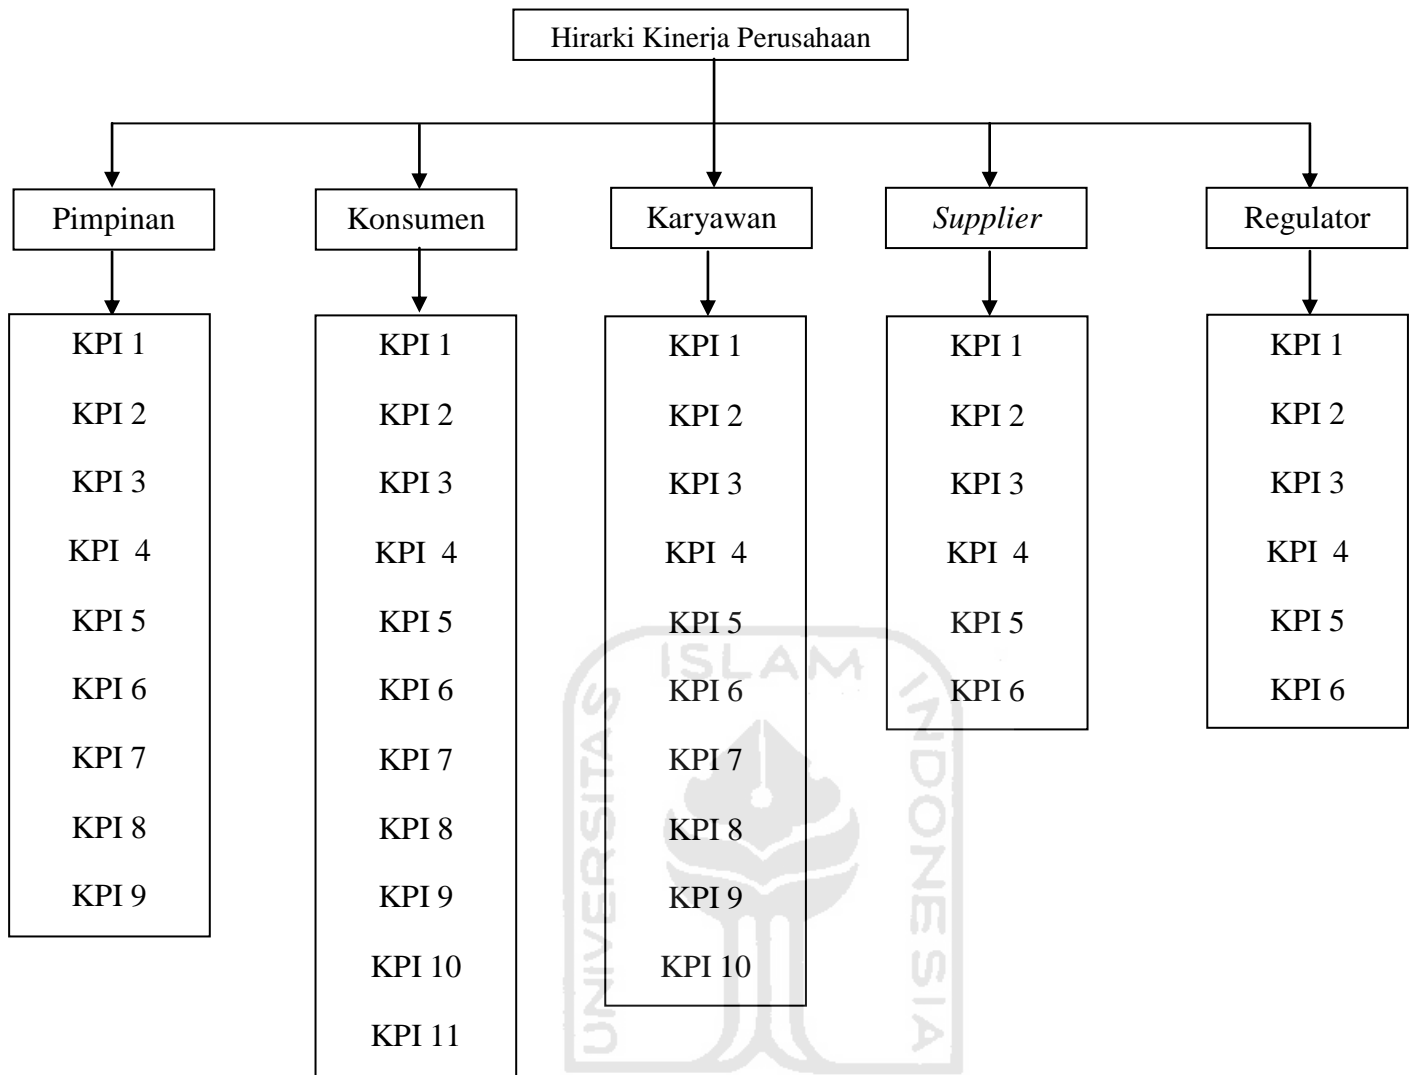 Hirarki Kinerja Perusahaan
Pimpinan
Konsumen
Karyawan
Supplier
Regulator
KPI 1
KPI 2
KPI 3
KPI  4
KPI 5
KPI 6
KPI 7
KPI 8
KPI 9
KPI 1
KPI 2
KPI 3
KPI  4
KPI 5
KPI 6
KPI 7
KPI 8
KPI 9
KPI 10
KPI 11
KPI 1
KPI 2
KPI 3
KPI  4
KPI 5
KPI 6
KPI 7
KPI 8
KPI 9
KPI 10
KPI 1
KPI 2
KPI 3
KPI  4
KPI 5
KPI 6
KPI 1
KPI 2
KPI 3
KPI  4
KPI 5
KPI 6
UNIVERSITAS
ISLAM
INDONESIA